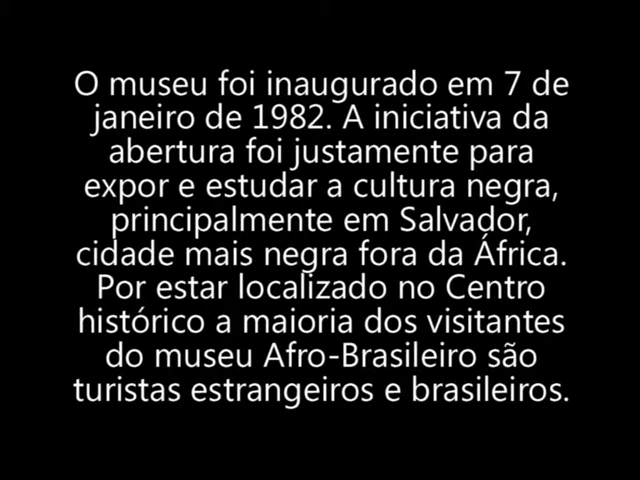 O museu foi inaugurado em 7 de
janeiro de 1982. A iniciativa da
abertura foi justamente para
expor e estudar a cultura negra,
principalmente em Salvador,
cidade mais negra fora da África.
Por estar localizado no Centro
histórico a maioria dos visitantes
do museu Afro-Brasileiro são
turistas estrangeiros e brasileiros.